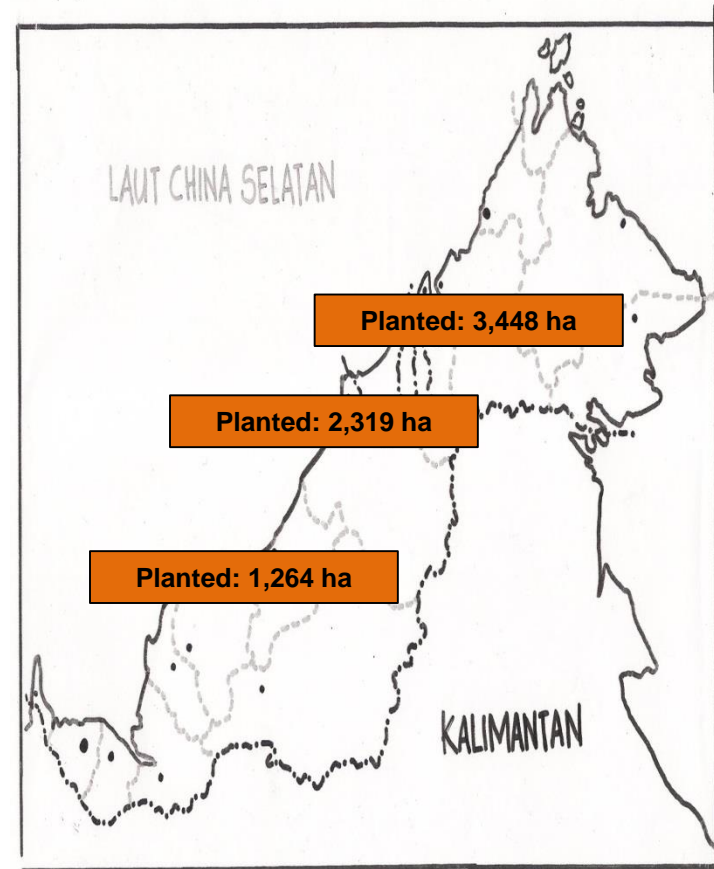 LAUT CHINA SELATAN
Planted: 3,448 ha
Planted: 2,319 ha
Planted: 1,264 ha
KALIMANTAN